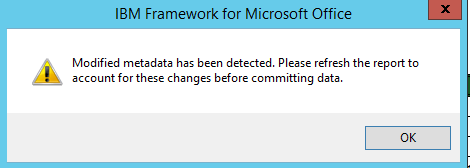 IBM Framework for Microsoft Office
x
Modified metadata has been detected. Please refresh the report to
account for these changes before committing data.
OK